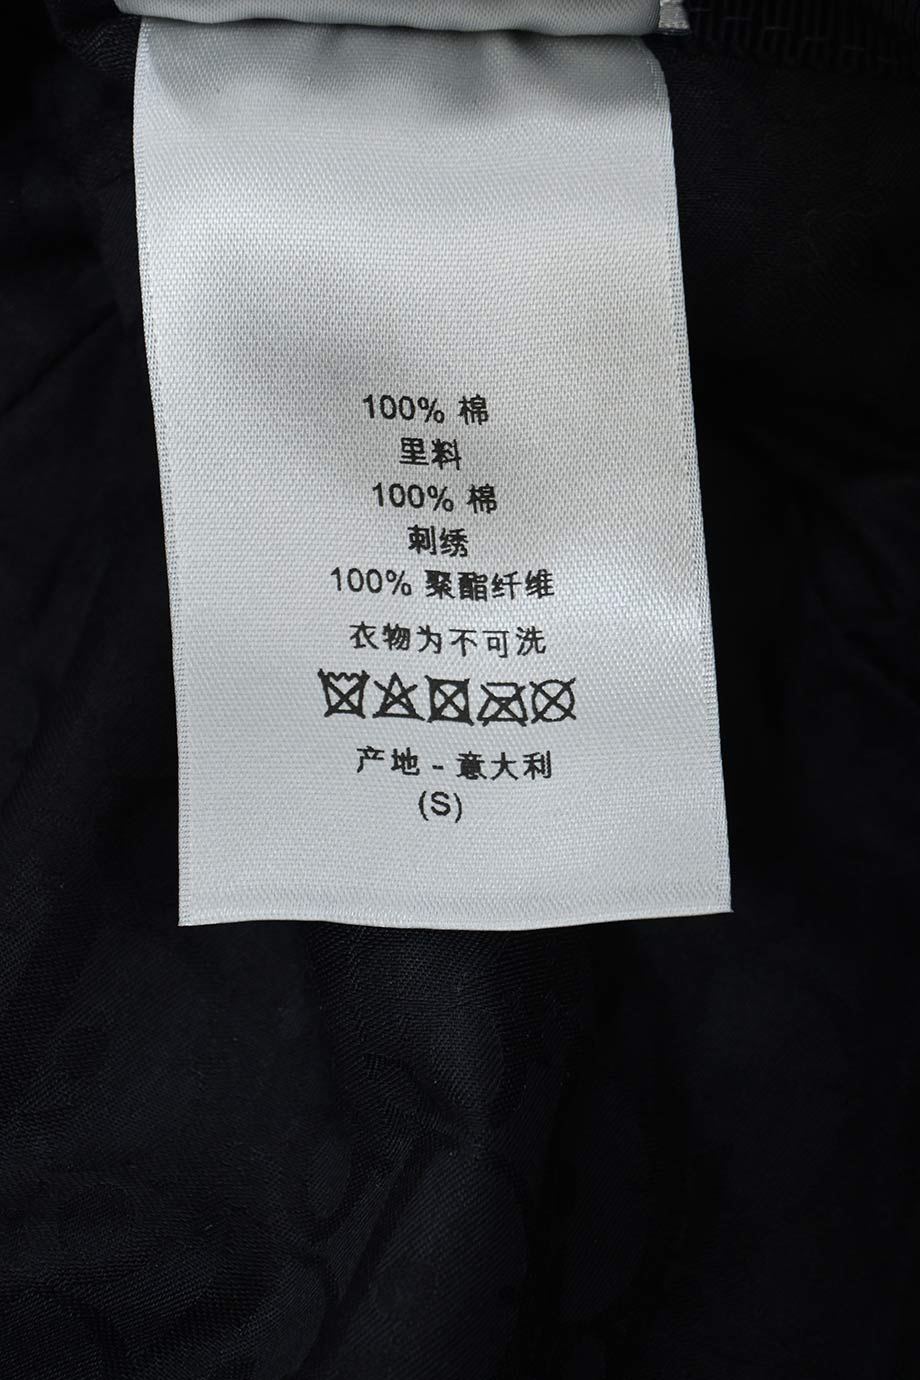 100% 棉
里料
100% 棉
刺绣
100% 聚酯纤维
衣物为不可洗
产地 - 意大利
(S)